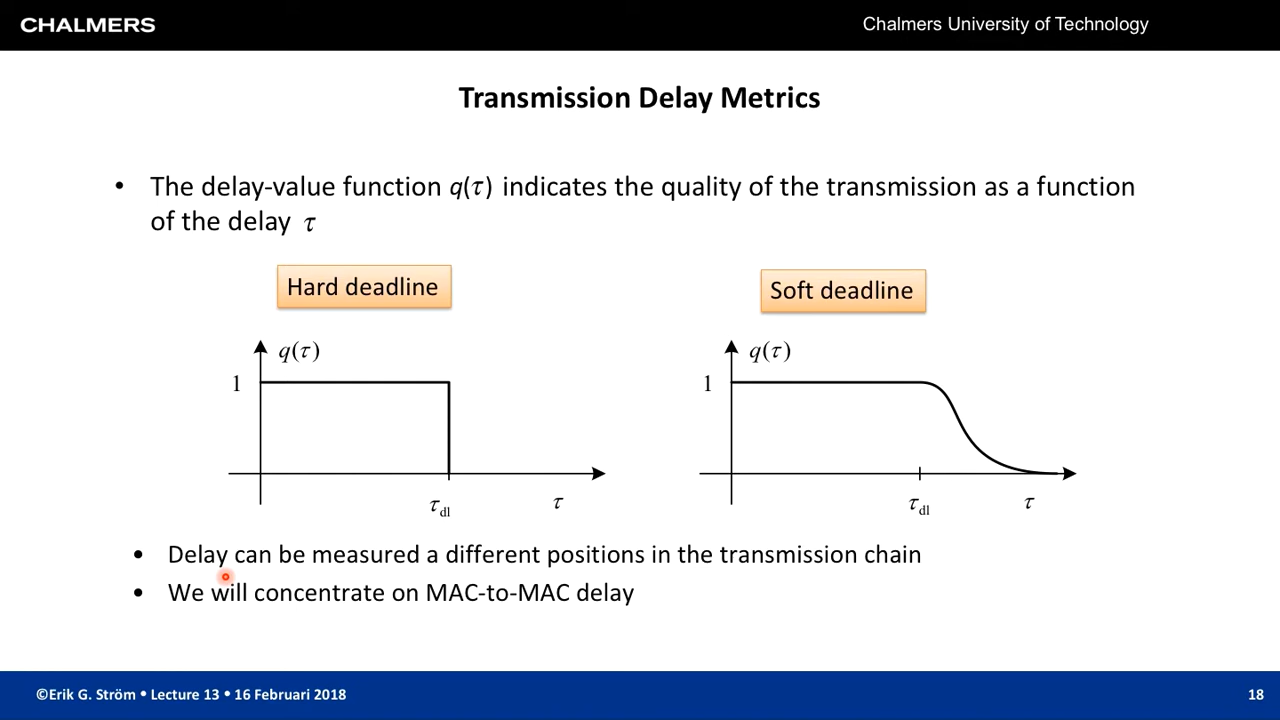 CHALMERS
Chalmers University of Technology
Transmission Delay Metrics
• The delay-value function q(τ) indicates the quality of the transmission as a function
of the delay τ
Hard deadline
Soft deadline
q(τ)
1
τdl
τ
q(τ)
1
τdl
τ
• Delay can be measured a different positions in the transmission chain
• We will concentrate on MAC-to-MAC delay
©Erik G. Ström • Lecture 13 • 16 Februari 2018
18